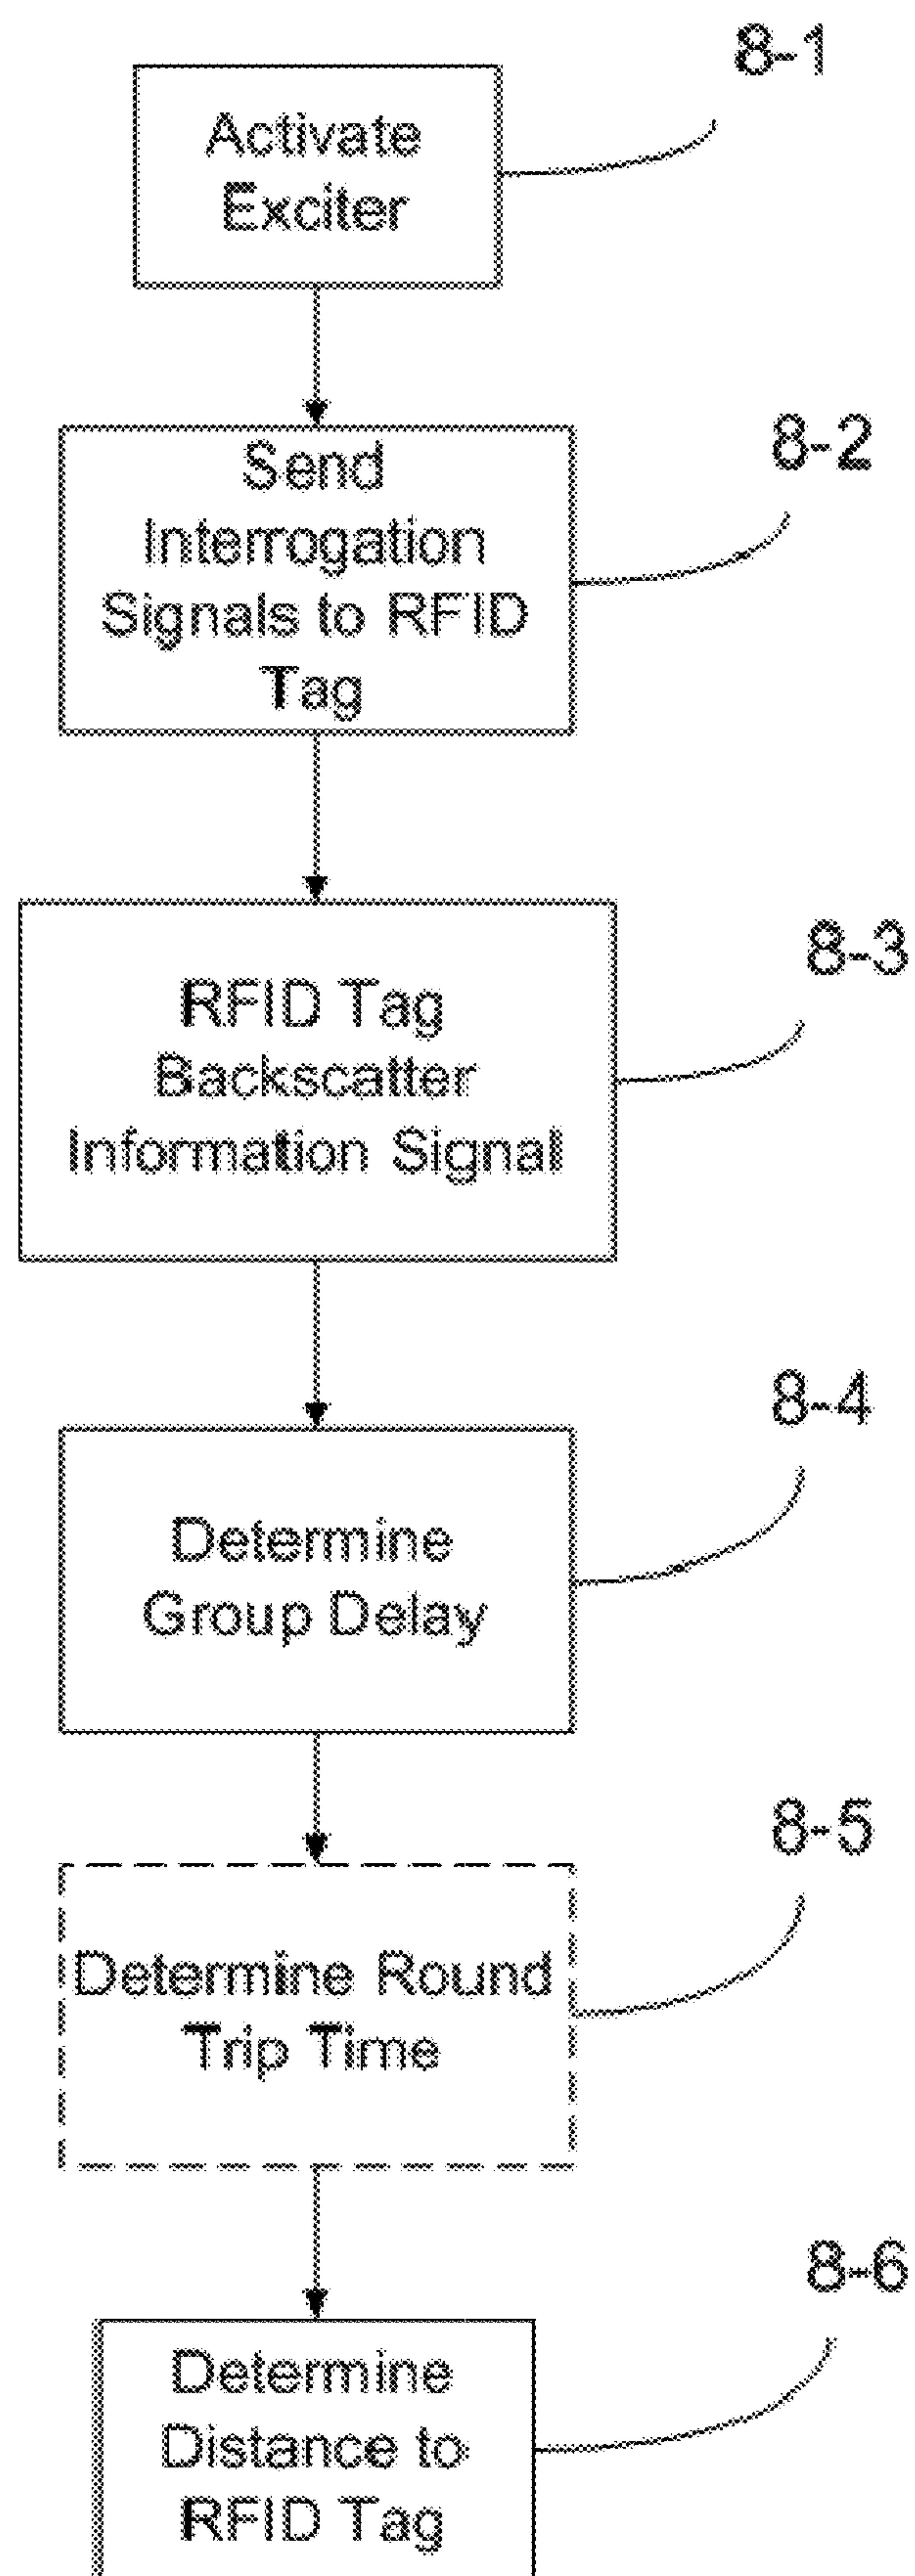 8-1
Activate
Exciter
8-2
Send
Interrogation
Signals to RFID
Tag
8-3
RFID Tag
Backscatter
Information Signal
8-4
Determine
Group Delay
8-5
Determine Round
Trip Time
8-6
Determine
Distance to
RFID Tag